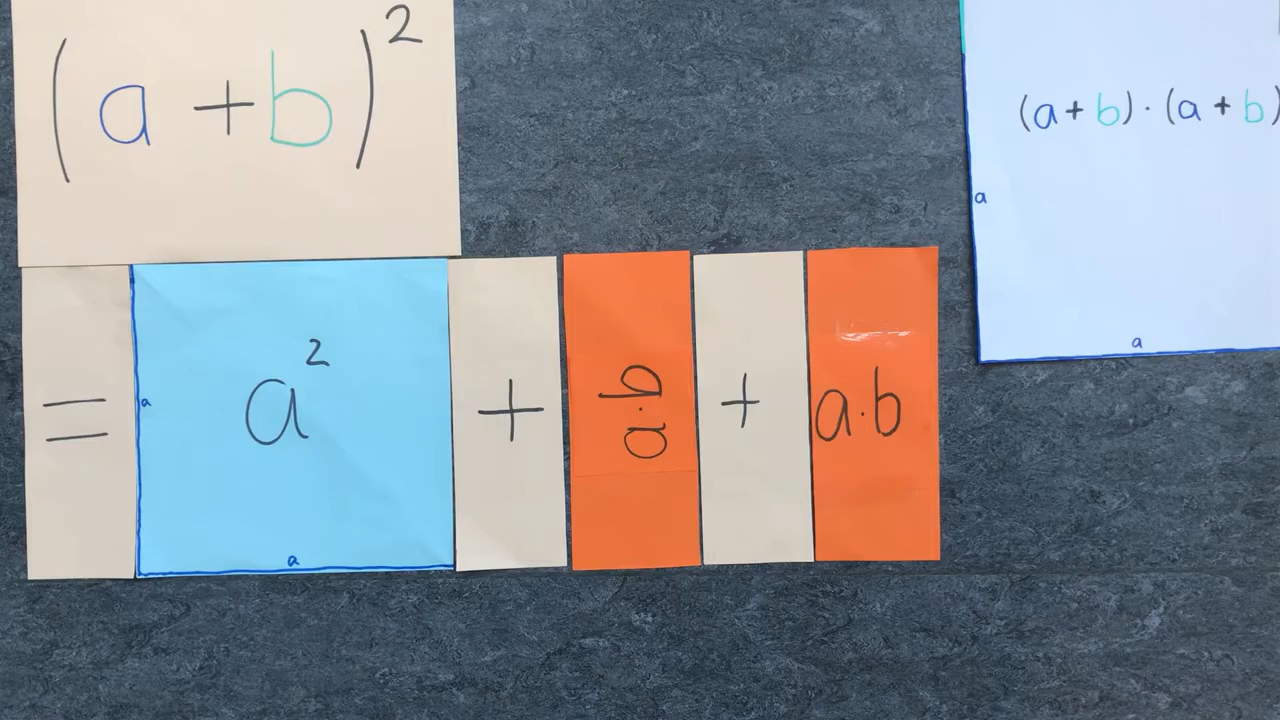 (a + b)²
= a² + a·b + a·b
a
a
(a + b) · (a + b)
a
a